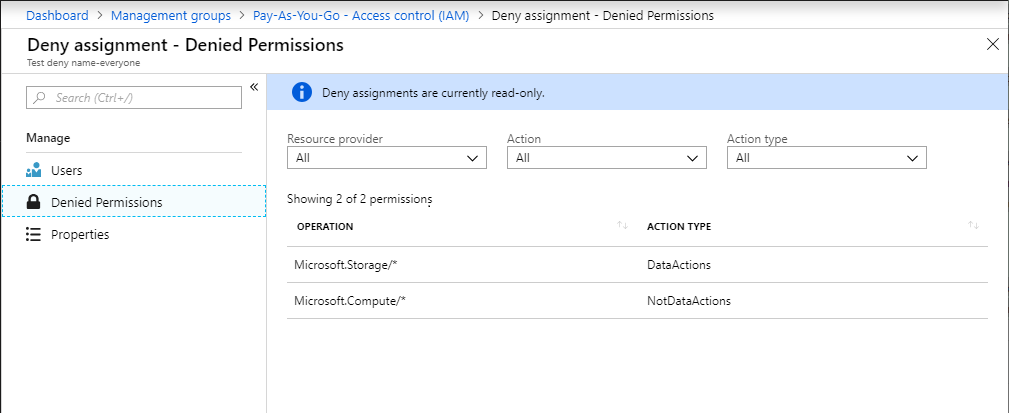 Dashboard > Management groups > Pay-As-You-Go - Access control (IAM) > Deny assignment - Denied Permissions
Deny assignment - Denied Permissions
Test deny name-everyone
Search (Ctrl+/)
Manage
Users
Denied Permissions
Properties
Deny assignments are currently read-only.
Resource provider Action Action type
All All All
Showing 2 of 2 permissions
OPERATION ACTION TYPE
Microsoft.Storage/* DataActions
Microsoft.Compute/* NotDataActions